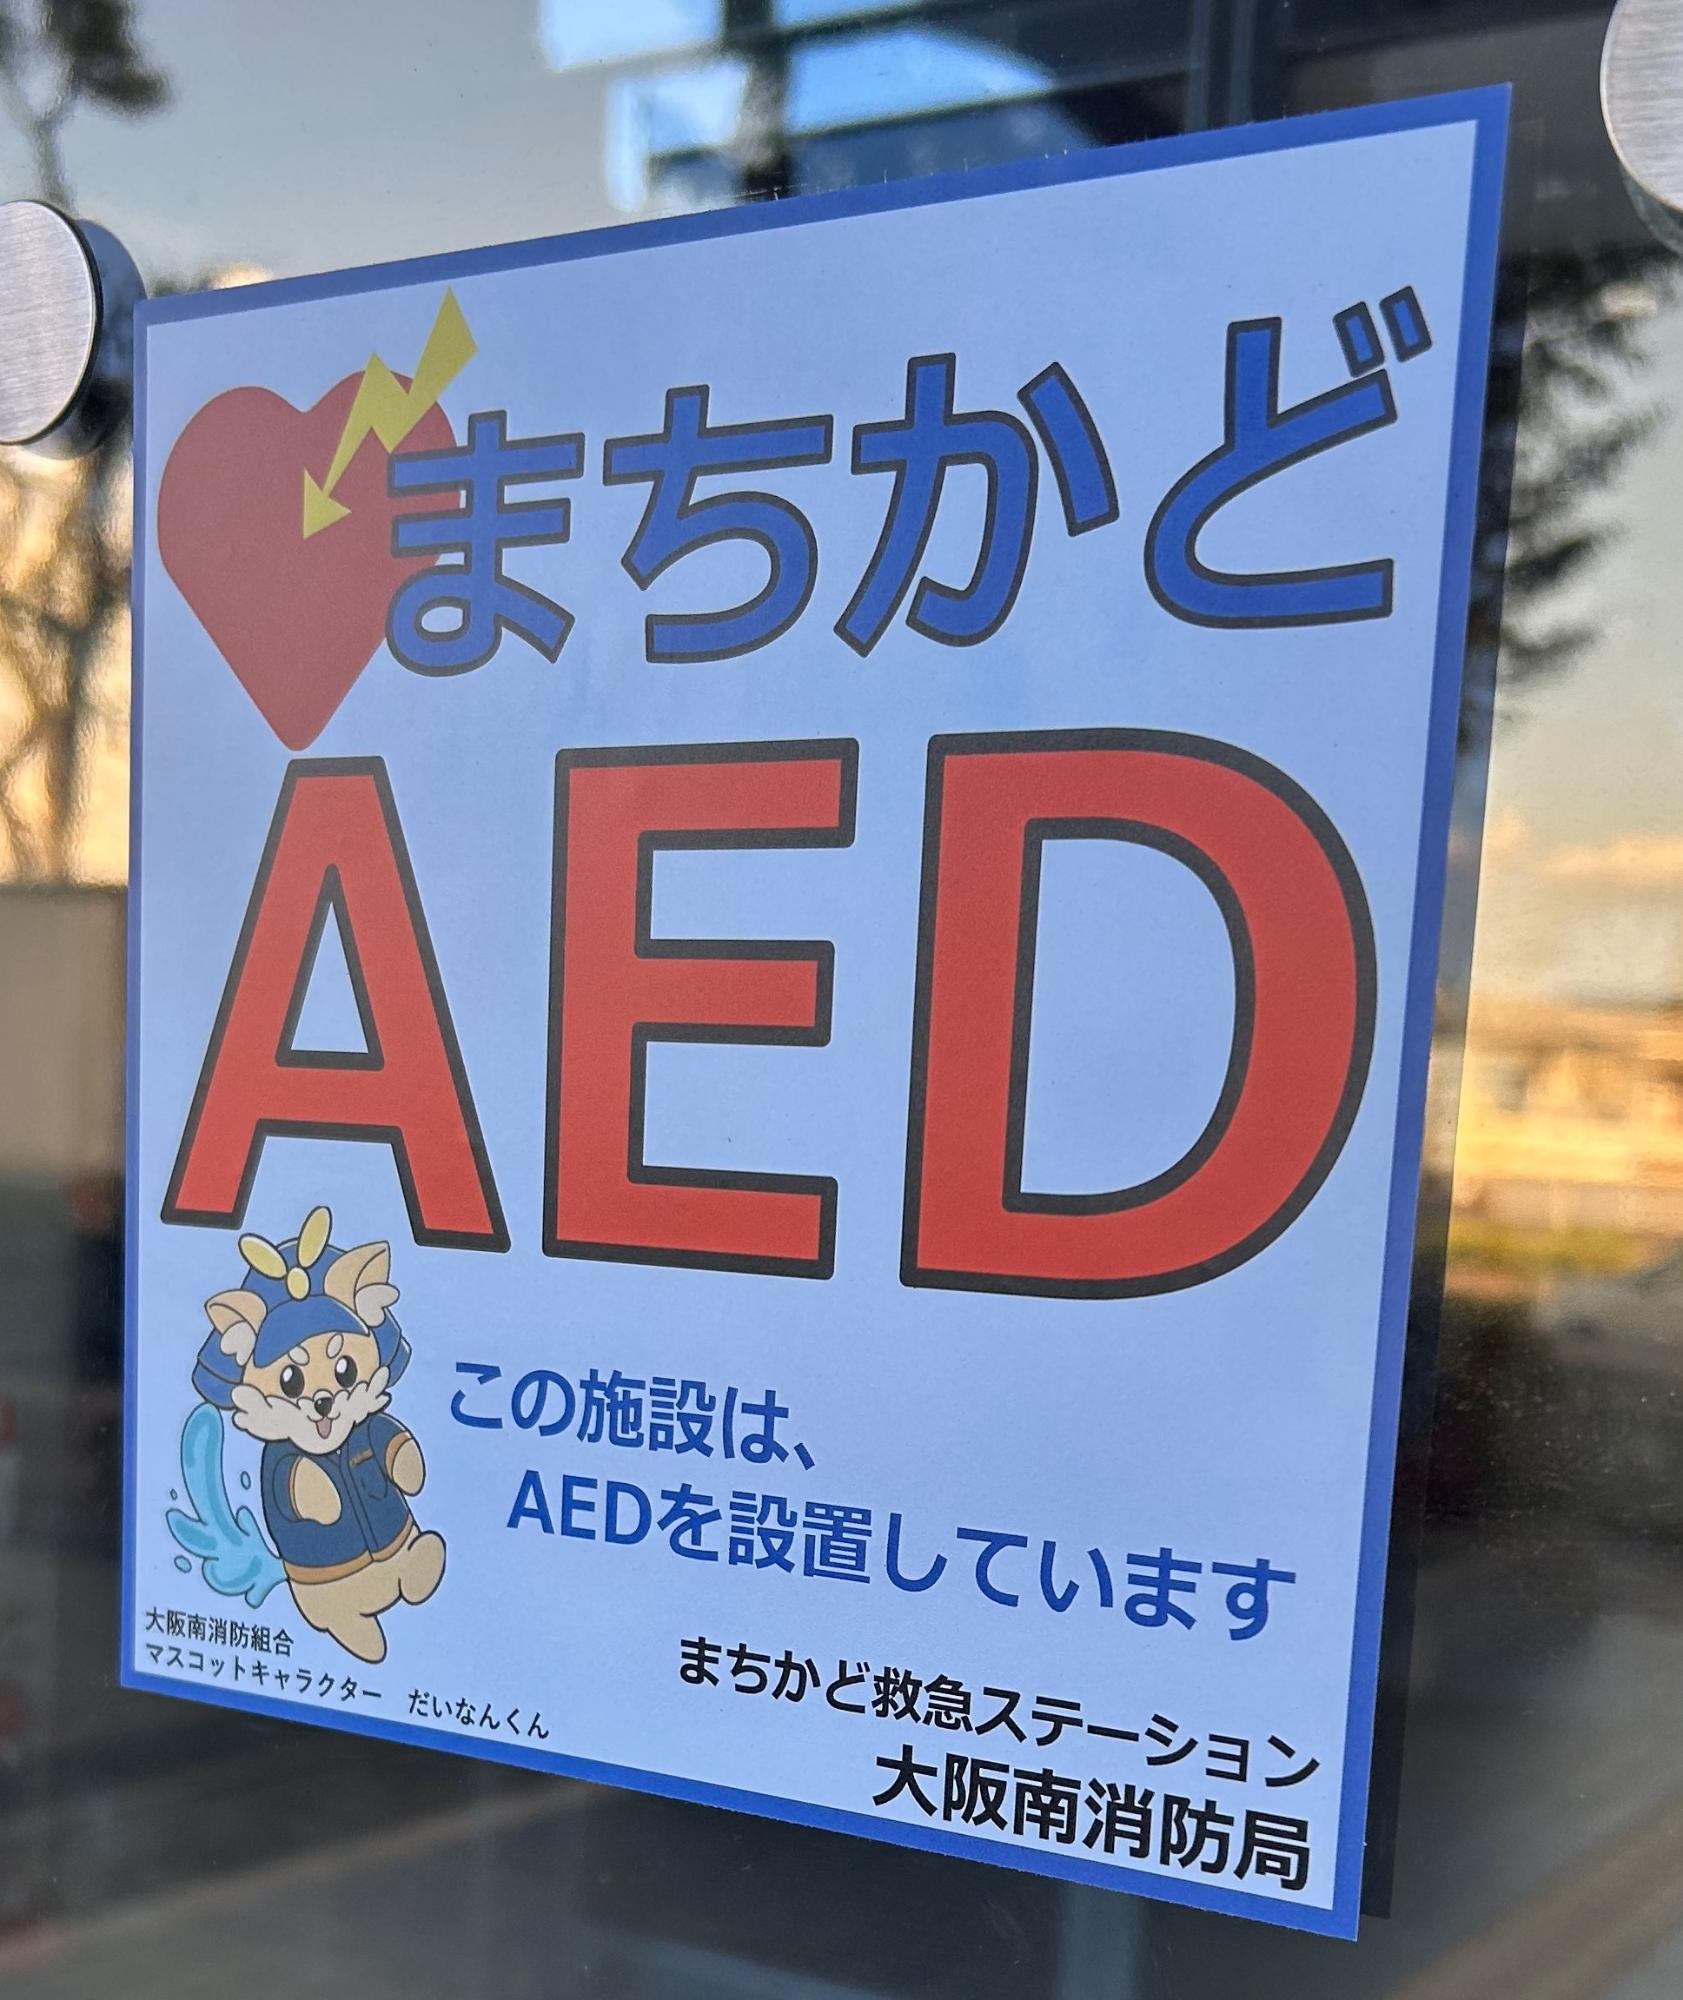 まちかど
AED
この施設は、
AEDを設置しています
大阪南消防組合
マスコットキャラクター だいなんくん
まちかど救急ステーション
大阪南消防局